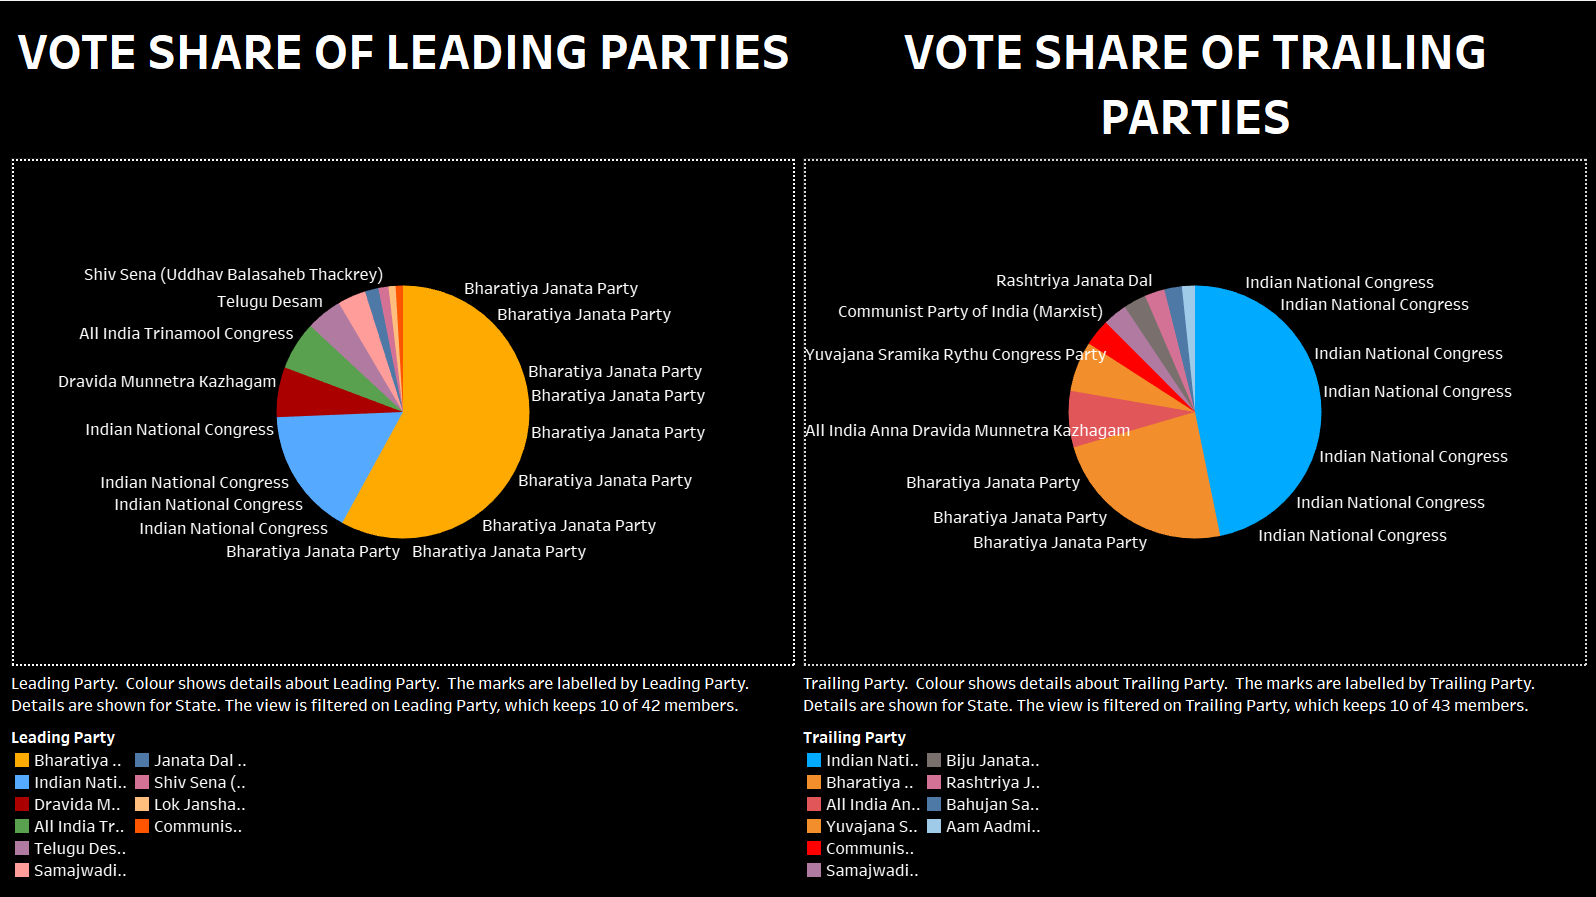 VOTE SHARE OF LEADING PARTIES
Shiv Sena (Uddhav Balasaheb Thackrey)
Telugu Desam
All India Trinamool Congress
Dravida Munnetra Kazhagam
Indian National Congress
Indian National Congress
Indian National Congress
Indian National Congress
Bharatiya Janata Party
Bharatiya Janata Party
Bharatiya Janata Party
Bharatiya Janata Party
Bharatiya Janata Party
Bharatiya Janata Party
Bharatiya Janata Party
Bharatiya Janata Party
Bharatiya Janata Party
Leading Party.  Colour shows details about Leading Party.  The marks are labelled by Leading Party.
Details are shown for State. The view is filtered on Leading Party, which keeps 10 of 42 members.
Leading Party
Bharatiya ..
Indian Nati..
Dravida M..
All India Tr..
Telugu Des..
Samajwadi..
Janata Dal ..
Shiv Sena (..
Lok Jansha..
Communis..
VOTE SHARE OF TRAILING
PARTIES
Rashtriya Janata Dal
Communist Party of India (Marxist)
Yuvajana Sramika Rythu Congress Party
All India Anna Dravida Munnetra Kazhagam
Bharatiya Janata Party
Bharatiya Janata Party
Bharatiya Janata Party
Indian National Congress
Indian National Congress
Indian National Congress
Indian National Congress
Indian National Congress
Indian National Congress
Indian National Congress
Trailing Party.  Colour shows details about Trailing Party.  The marks are labelled by Trailing Party.
Details are shown for State. The view is filtered on Trailing Party, which keeps 10 of 43 members.
Trailing Party
Indian Nati..
Bharatiya ..
All India An..
Yuvajana S..
Communis..
Samajwadi..
Biju Janata..
Rashtriya J..
Bahujan Sa..
Aam Aadmi..